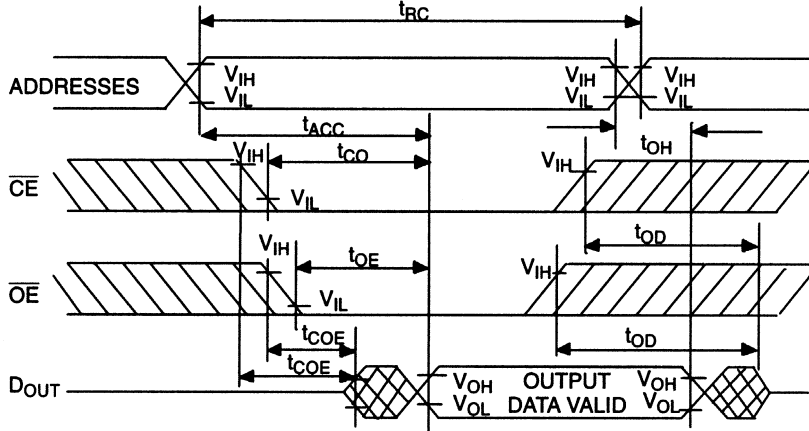 tRC
ADDRESSES VIH VIH VIH
VIL VIL VIL
tACC
tOH
CE VIH tCO VIH
VIL
tOD
OE VIH tOE VIH
VIL
tCOE tOD
tCOE
DOUT VOH OUTPUT VOH
VOL DATA VALID VOL